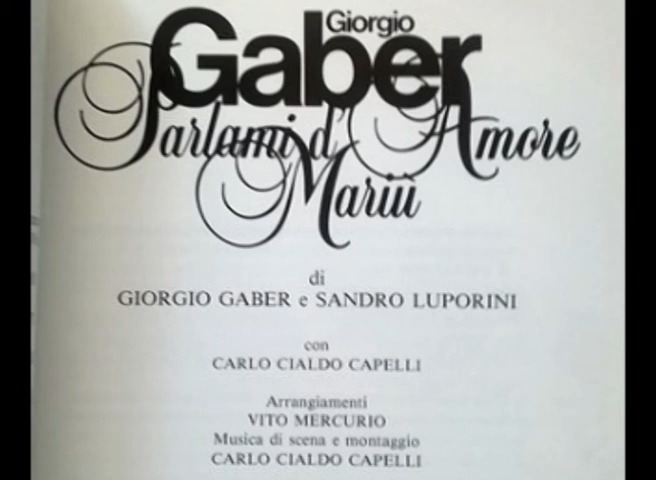 Giorgio
Gaber
Parlami d'Amore
Mariù
di
GIORGIO GABER e SANDRO LUPORINI
con
CARLO CIALDO CAPELLI
Arrangiamenti
VITO MERCURIO
Musica di scena e montaggio
CARLO CIALDO CAPELLI